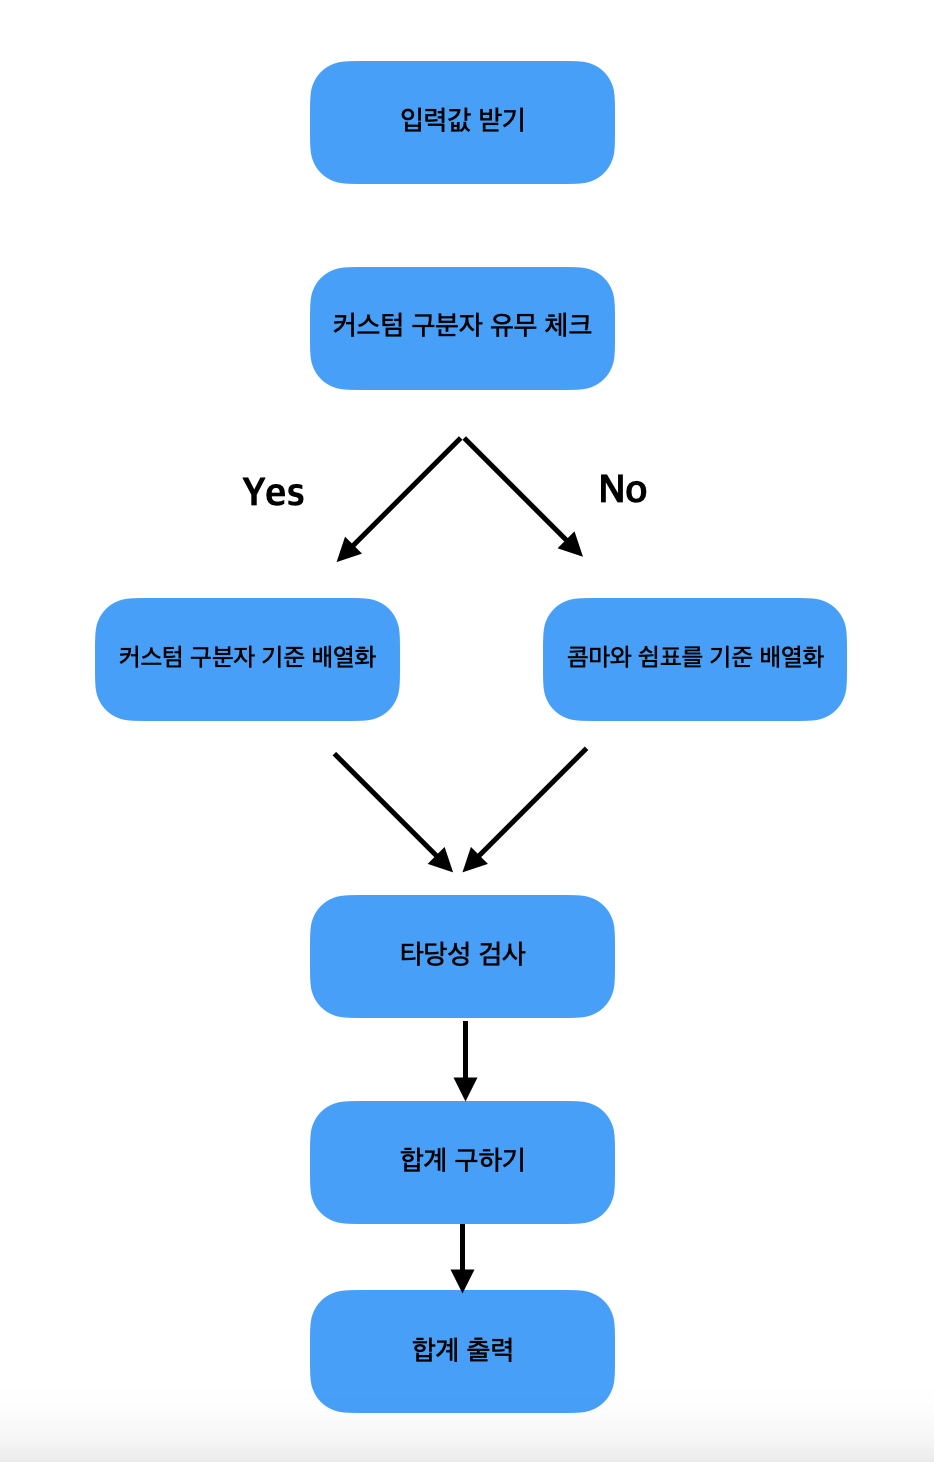 입력값 받기
커스텀 구분자 유무 체크
Yes
No
커스텀 구분자 기준 배열화
콤마와 쉼표를 기준 배열화
타당성 검사
합계 구하기
합계 출력